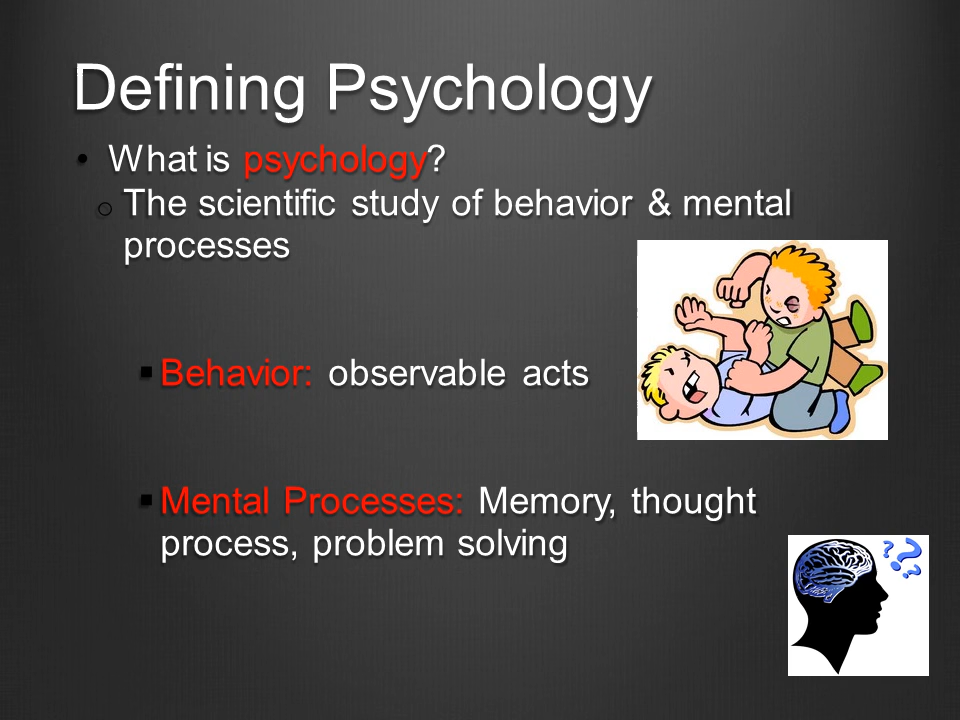 Defining Psychology
• What is psychology?
o The scientific study of behavior & mental
processes
▪ Behavior: observable acts
▪ Mental Processes: Memory, thought
process, problem solving
???